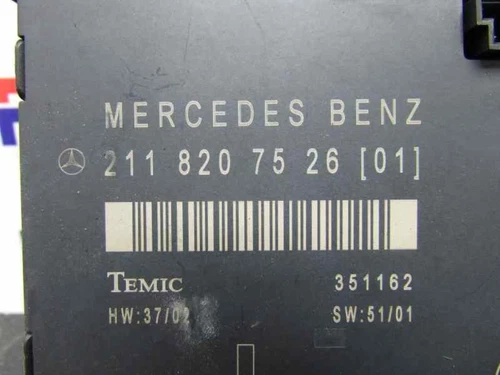 MERCEDES BENZ
211 820 75 26 [01]
TEMIC 351162
HW:37/02 SW:51/01